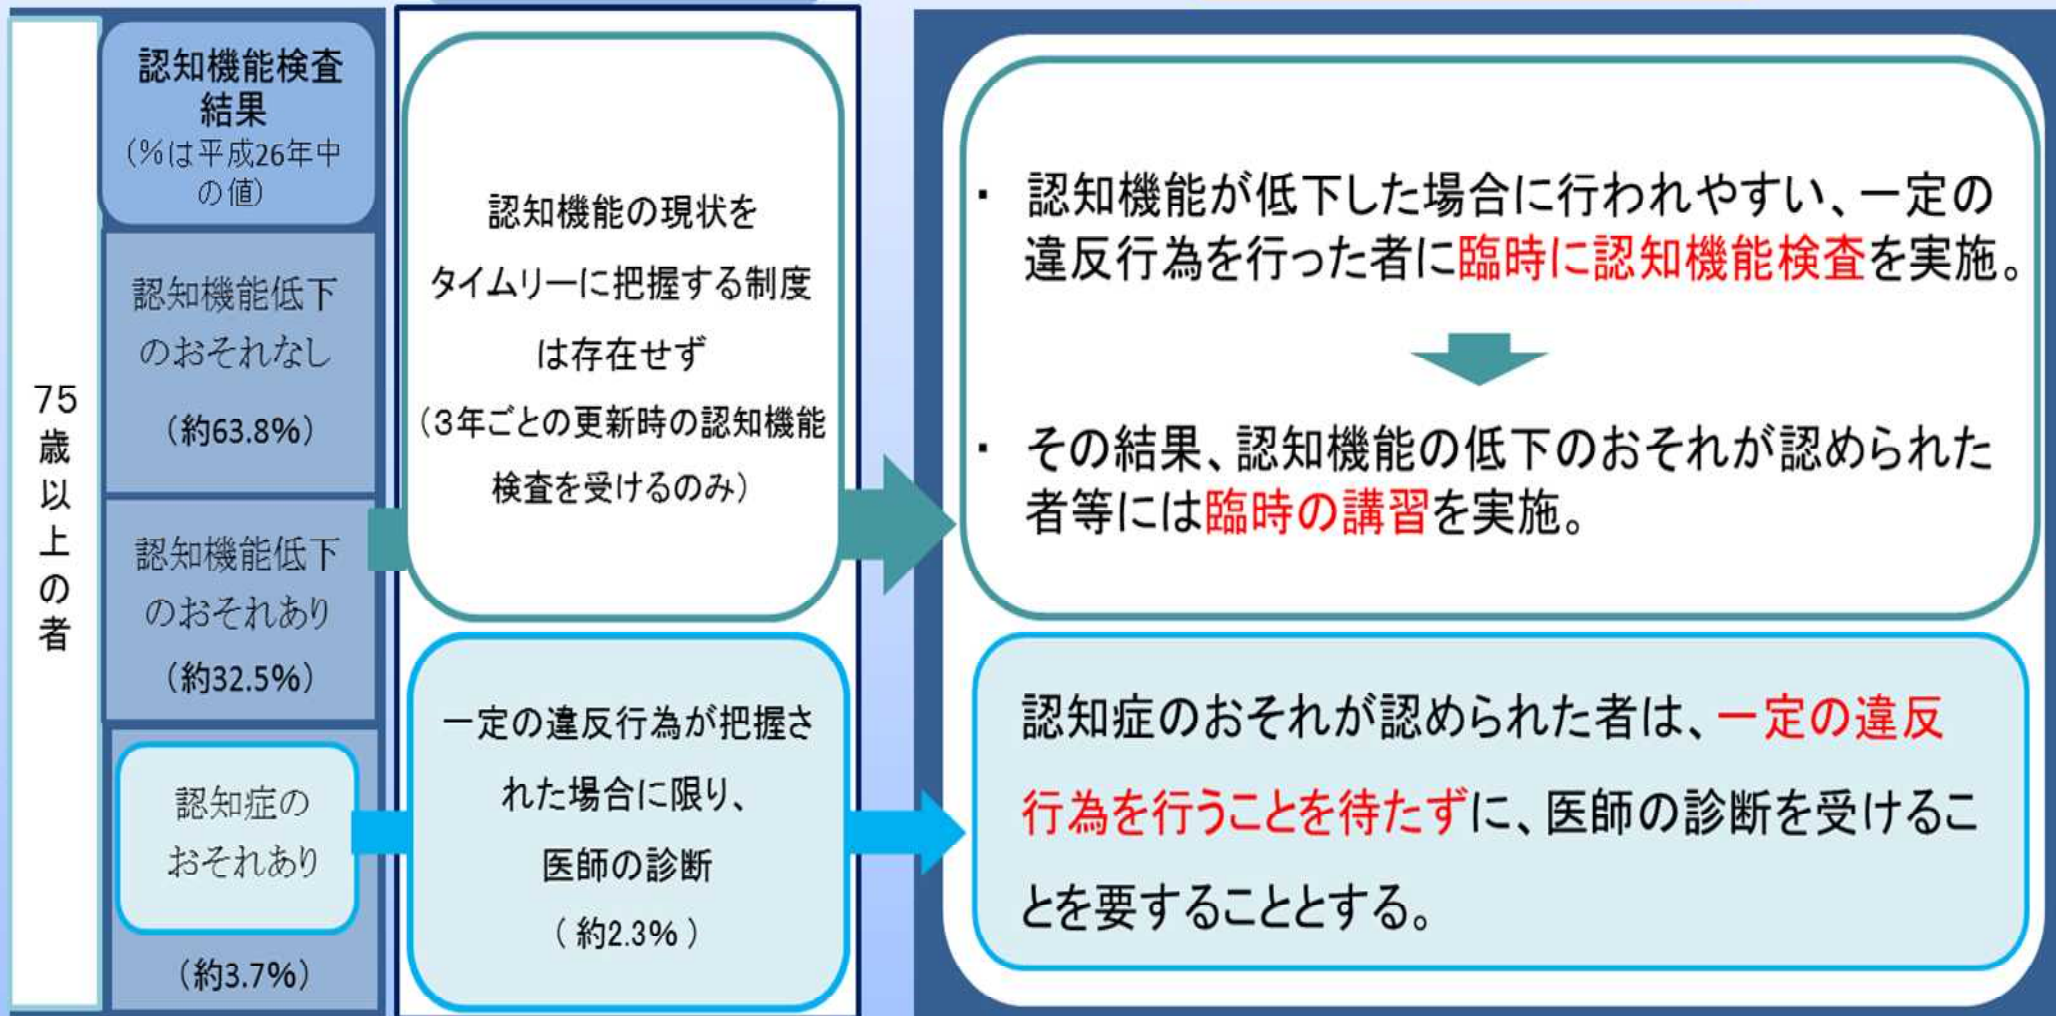 75歳以上の者
認知機能検査
結果
（％は平成26年中
の値）
認知機能低下
のおそれなし
（約63.8%）
認知機能低下
のおそれあり
（約32.5%）
認知症の
おそれあり
（約3.7%）
認知機能の現状を
タイムリーに把握する制度
は存在せず
（３年ごとの更新時の認知機能
検査を受けるのみ）
一定の違反行為が把握さ
れた場合に限り、
医師の診断
（ 約2.3% ）
・ 認知機能が低下した場合に行われやすい、一定の
違反行為を行った者に臨時に認知機能検査を実施。
・ その結果、認知機能の低下のおそれが認められた
者等には臨時の講習を実施。
認知症のおそれが認められた者は、一定の違反
行為を行うことを待たずに、医師の診断を受けるこ
とを要することとする。